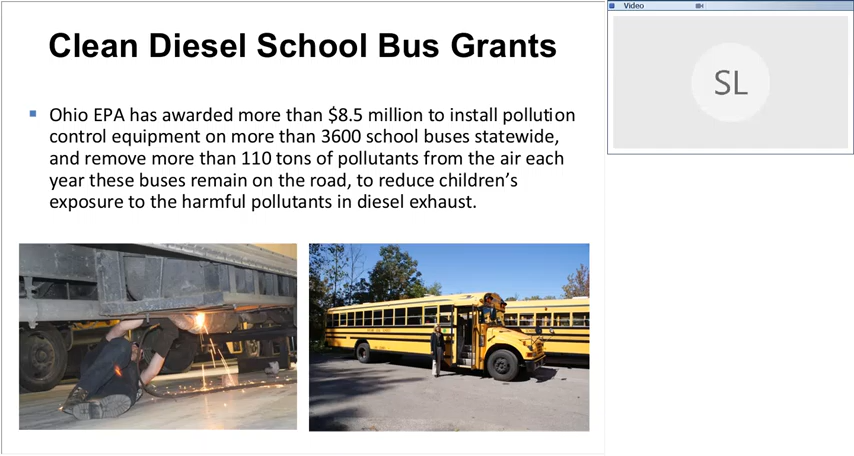 Clean Diesel School Bus Grants
Ohio EPA has awarded more than $8.5 million to install pollution
control equipment on more than 3600 school buses statewide,
and remove more than 110 tons of pollutants from the air each
year these buses remain on the road, to reduce children’s
exposure to the harmful pollutants in diesel exhaust.
Video
SL